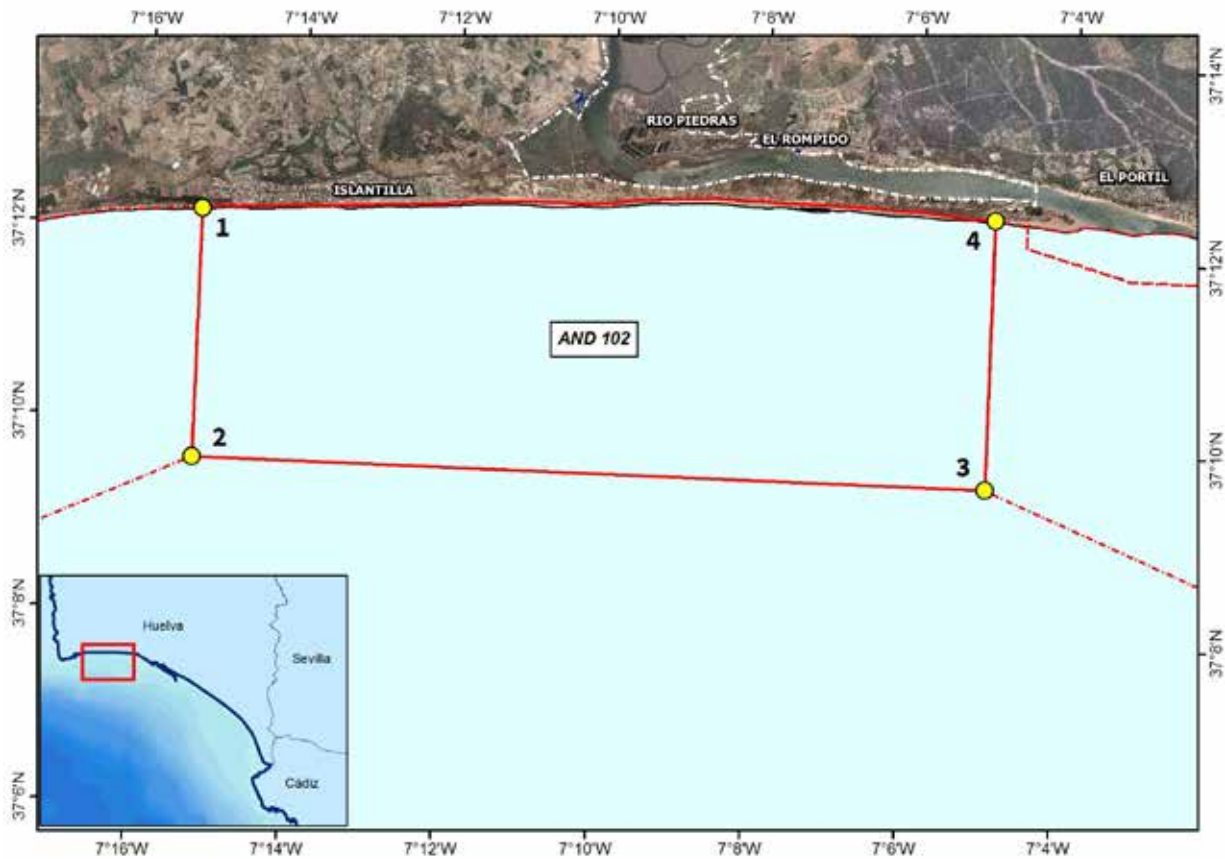 7°16'W 7°14'W 7°12'W 7°10'W 7°8'W 7°6'W 7°4'W
37°14'N
RIO PIEDRAS
EL ROMPIDO
EL PORTIL
ISLANTILLA
37°12'N
1
4
37°12'N
AND 102
37°10'N
2
3
37°10'N
37°8'N
Huelva
Sevilla
37°8'N
Cádiz
37°6'N
7°16'W 7°14'W 7°12'W 7°10'W 7°8'W 7°6'W 7°4'W